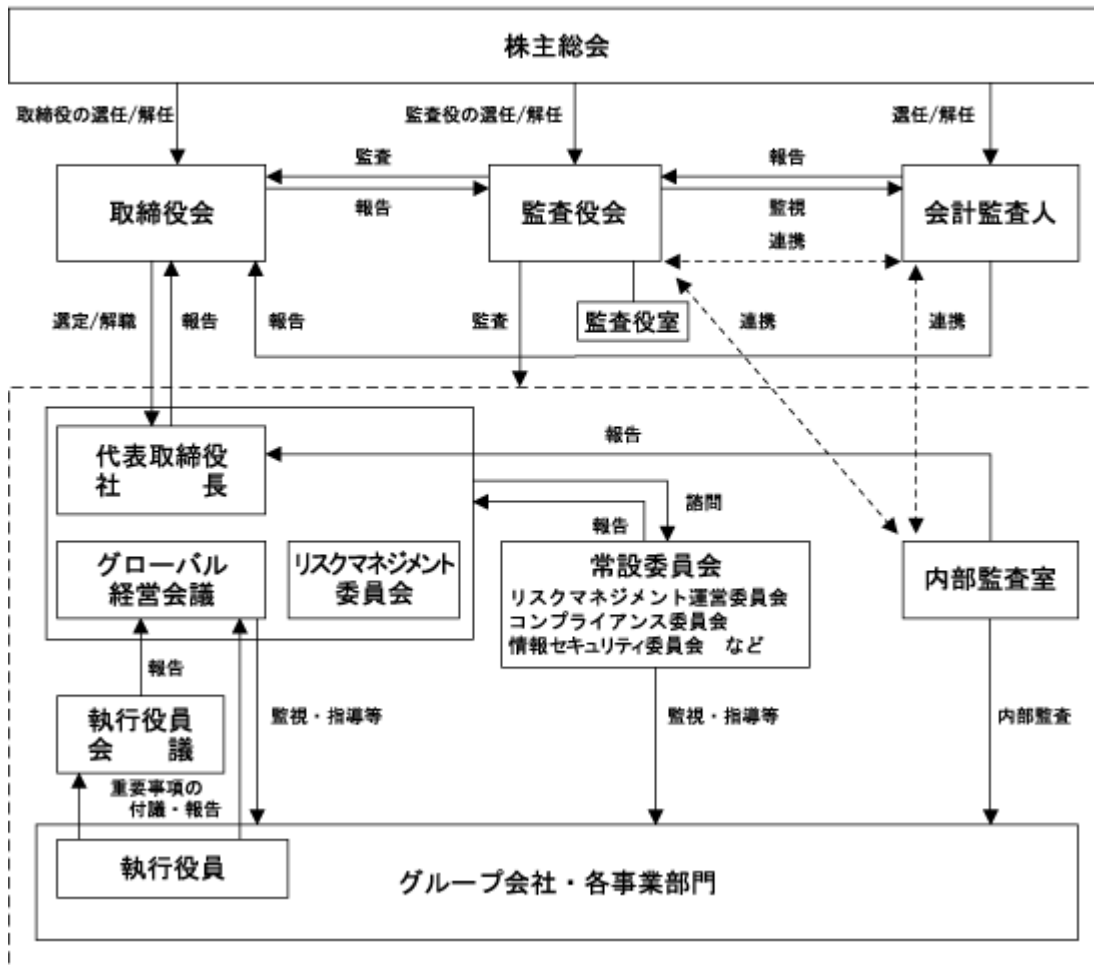 株主総会
取締役の選任/解任
監査役の選任/解任
選任/解任
監査
報告
取締役会
報告
監査役会
監視
会計監査人
連携
選定/解職
報告
報告
監査
監査役室
連携
連携
代表取締役
社　　　長
報告
諮問
報告
グローバル
経営会議
リスクマネジメント
委員会
常設委員会
リスクマネジメント運営委員会
コンプライアンス委員会
情報セキュリティ委員会　など
内部監査室
報告
執行役員
会　　議
監視・指導等
監視・指導等
内部監査
重要事項の
付議・報告
執行役員
グループ会社・各事業部門